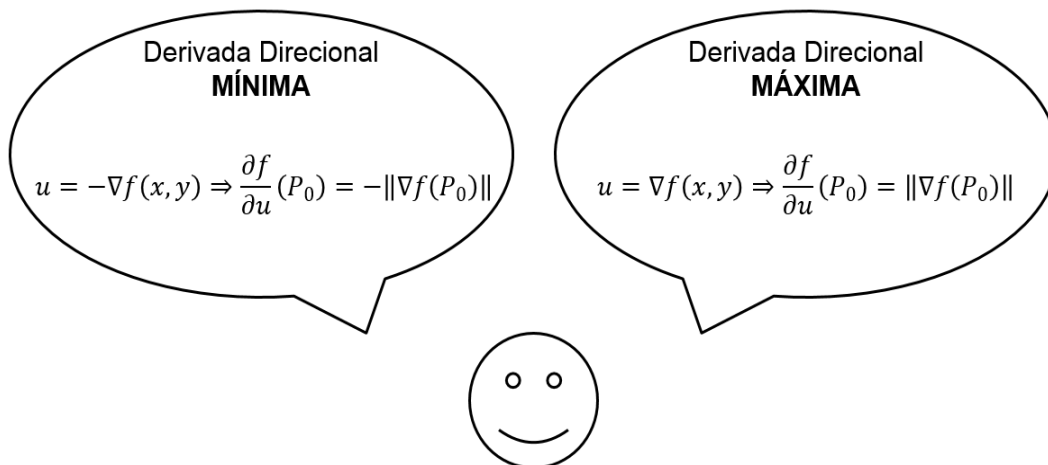 Derivada Direcional
MÍNIMA
u = −∇f(x, y) ⇒ ∂f/∂u (P₀) = −‖∇f(P₀)‖
Derivada Direcional
MÁXIMA
u = ∇f(x, y) ⇒ ∂f/∂u (P₀) = ‖∇f(P₀)‖